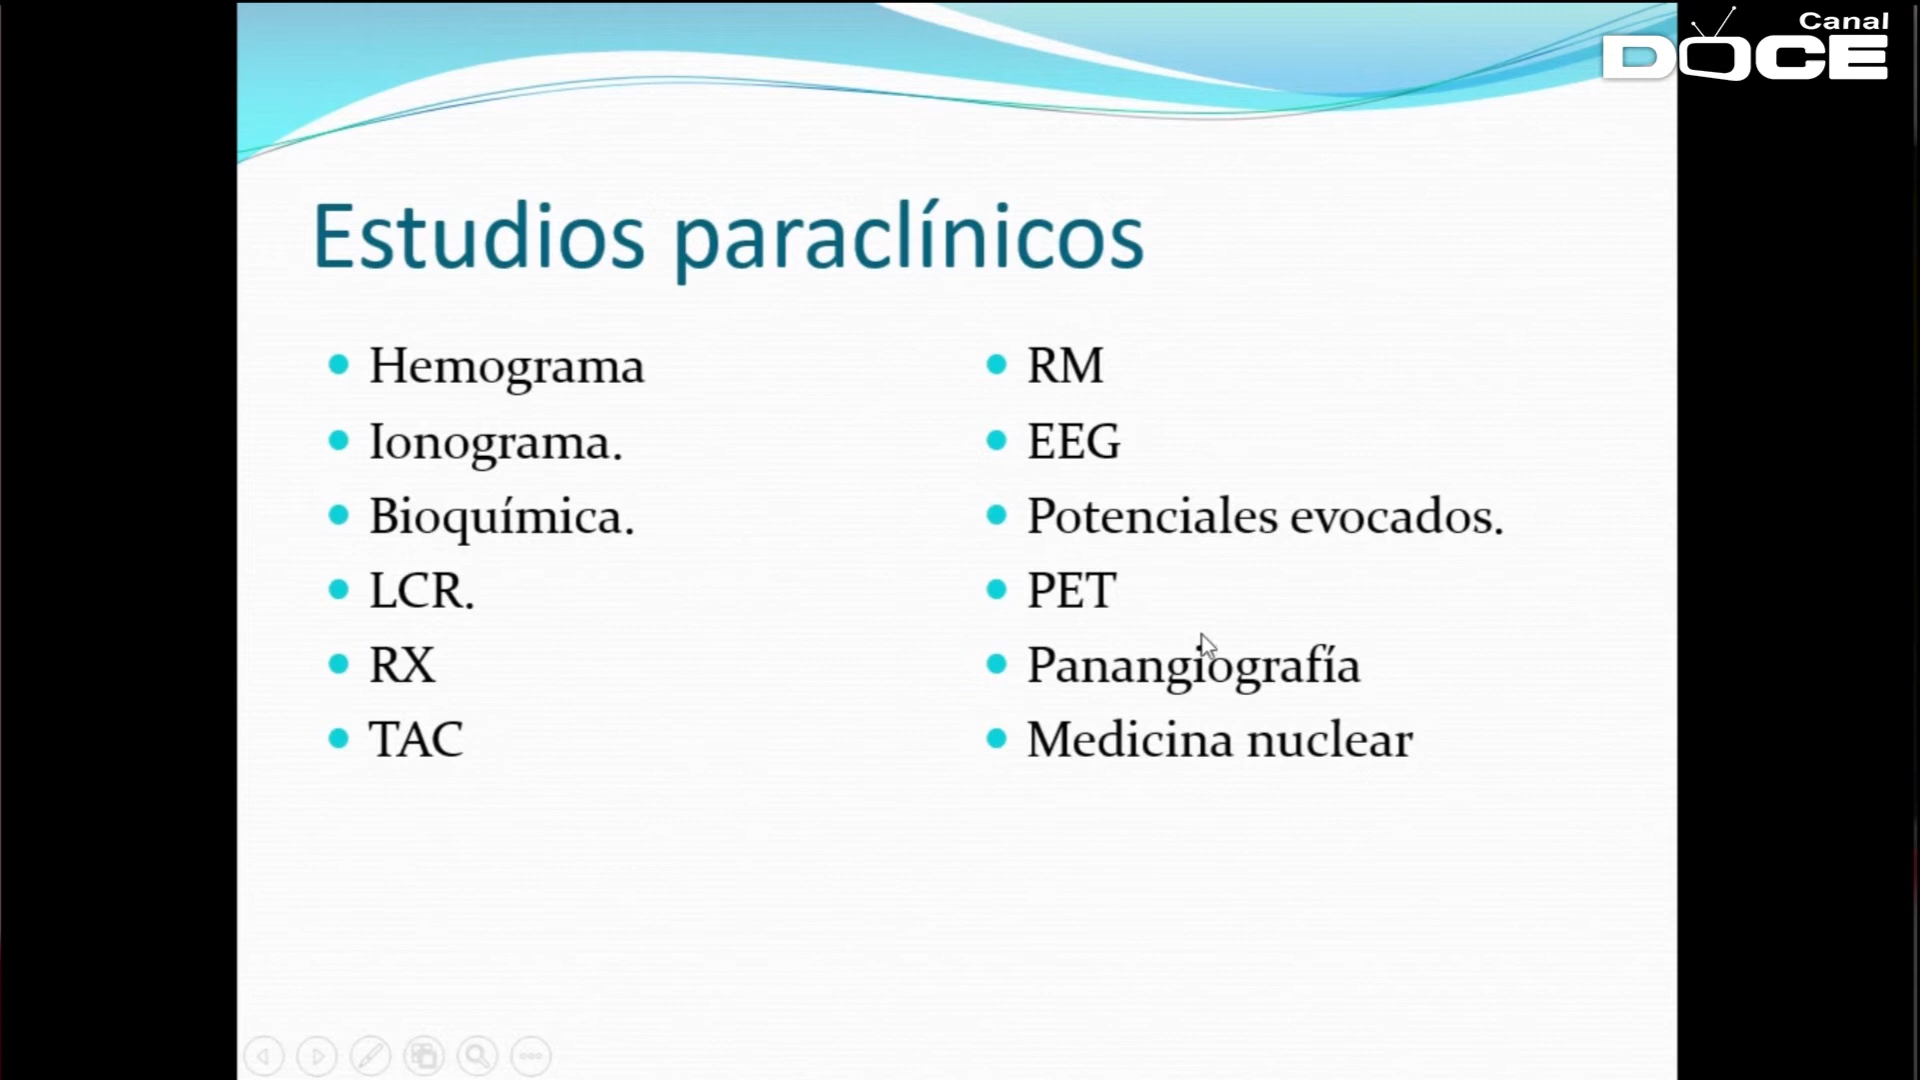 Canal
DOCE
Estudios paraclínicos
Hemograma
Ionograma.
Bioquímica.
LCR.
RX
TAC
RM
EEG
Potenciales evocados.
PET
Panangiografía
Medicina nuclear